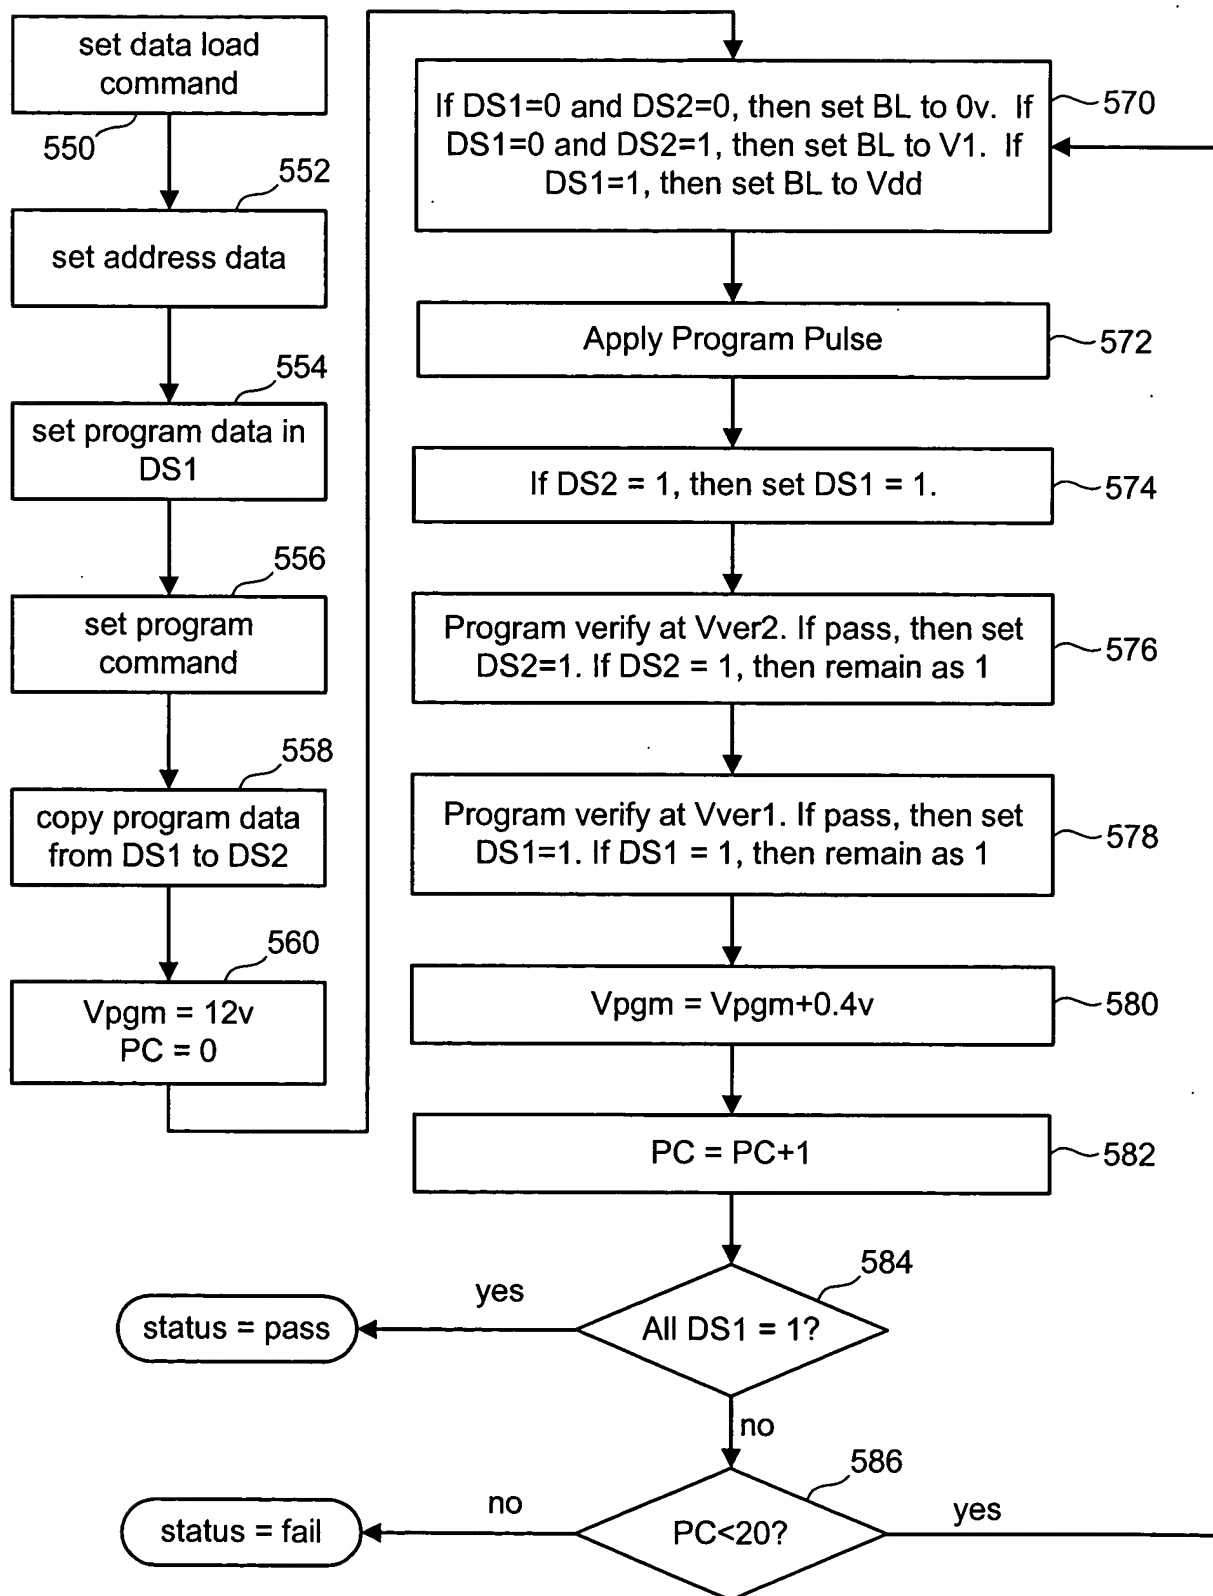 set data load
command
550
552
set address data
554
set program data in
DS1
556
set program
command
558
copy program data
from DS1 to DS2
560
Vpgm = 12v
PC = 0
If DS1=0 and DS2=0, then set BL to 0v. If
DS1=0 and DS2=1, then set BL to V1. If
DS1=1, then set BL to Vdd
570
Apply Program Pulse
572
If DS2 = 1, then set DS1 = 1.
574
Program verify at Vver2. If pass, then set
DS2=1. If DS2 = 1, then remain as 1
576
Program verify at Vver1. If pass, then set
DS1=1. If DS1 = 1, then remain as 1
578
Vpgm = Vpgm+0.4v
580
PC = PC+1
582
584
All DS1 = 1?
yes
status = pass
no
586
PC<20?
no
status = fail
yes